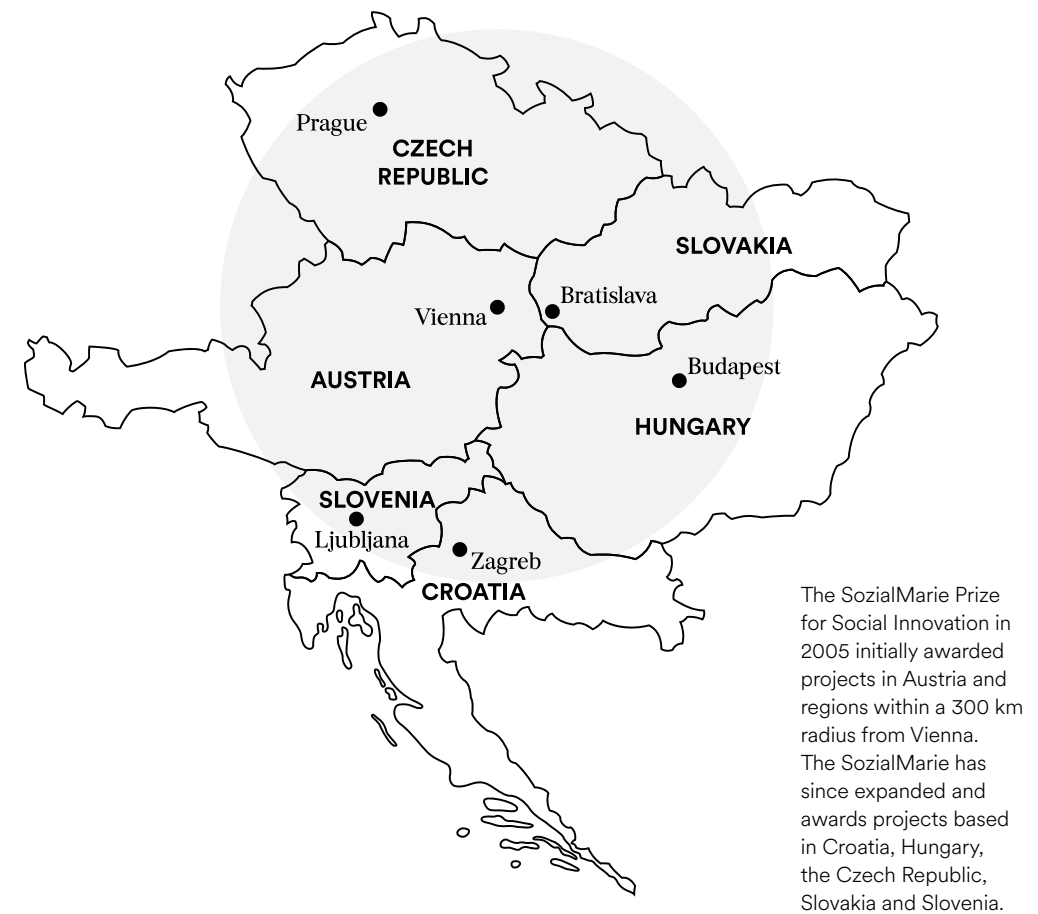 Prague
CZECH
REPUBLIC
SLOVAKIA
Bratislava
Vienna
Budapest
AUSTRIA
HUNGARY
SLOVENIA
Ljubljana
Zagreb
CROATIA
The SozialMarie Prize
for Social Innovation in
2005 initially awarded
projects in Austria and
regions within a 300 km
radius from Vienna.
The SozialMarie has
since expanded and
awards projects based
in Croatia, Hungary,
the Czech Republic,
Slovakia and Slovenia.